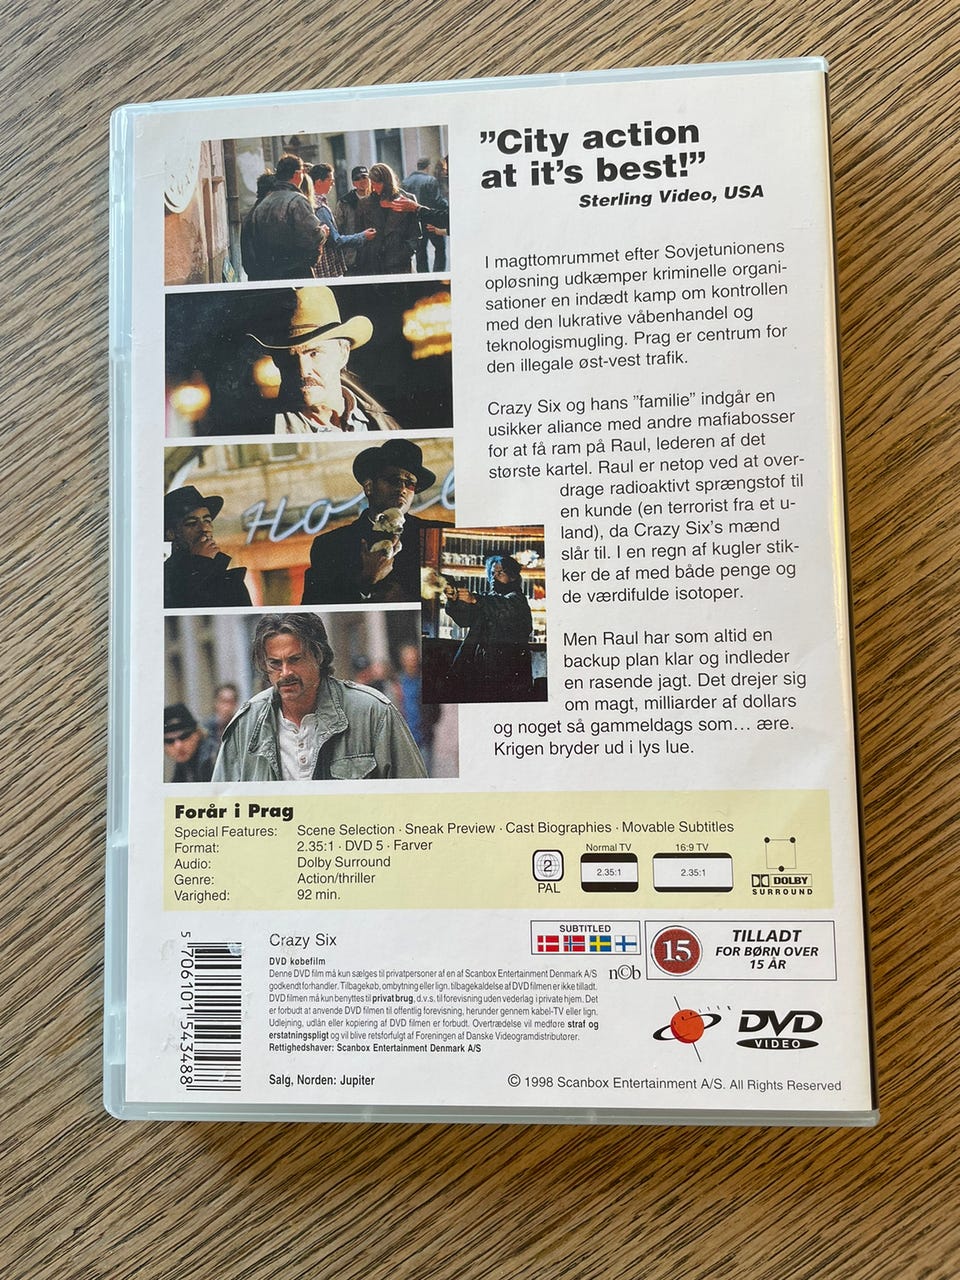 ”City action
at it’s best!”
Sterling Video, USA
I magttomrummet efter Sovjetunionens
opløsning udkæmper kriminelle organi-
sationer en indædt kamp om kontrollen
med den lukrative våbenhandel og
teknologismugling. Prag er centrum for
den illegale øst-vest trafik.
Crazy Six og hans ”familie” indgår en
usikker aliance med andre mafiabosser
for at få ram på Raul, lederen af det
største kartel. Raul er netop ved at over-
drage radioaktivt sprængstof til
en kunde (en terrorist fra et u-
land), da Crazy Six’s mænd
slår til. I en regn af kugler stik-
ker de af med både penge og
de værdifulde isotoper.
Men Raul har som altid en
backup plan klar og indleder
en rasende jagt. Det drejer sig
om magt, milliarder af dollars
og noget så gammeldags som... ære.
Krigen bryder ud i lys lue.
Forår i Prag
Special Features: Scene Selection · Sneak Preview · Cast Biographies · Movable Subtitles
Format: 2.35:1 · DVD 5 · Farver
Audio: Dolby Surround
Genre: Action/thriller
Varighed: 92 min.
2
PAL
Normal TV
2.35:1
16:9 TV
2.35:1
DOLBY
SURROUND
5 706101 543488
Crazy Six
DVD købefilm
Denne DVD film må kun sælges til privatpersoner af en af Scanbox Entertainment Denmark A/S
godkendt forhandler. Tilbagekøb, ombytning eller lign. tilbagekaldelse af DVD filmen er ikke tilladt.
DVD filmen må kun benyttes til privat brug, d.v.s. til forevisning uden vederlag i private hjem. Det
er forbudt at anvende DVD filmen til offentlig forevisning, herunder gennem kabel-TV eller lign.
Udlejning, udlån eller kopiering af DVD filmen er forbudt. Overtrædelse vil medføre straf og
erstatningspligt og vil blive retsforfulgt af Foreningen af Danske Videogramdistributører.
Rettighedshaver: Scanbox Entertainment Denmark A/S
Salg, Norden: Jupiter
SUBTITLED
n©b
15
TILLADT
FOR BØRN OVER
15 ÅR
DVD
VIDEO
© 1998 Scanbox Entertainment A/S. All Rights Reserved